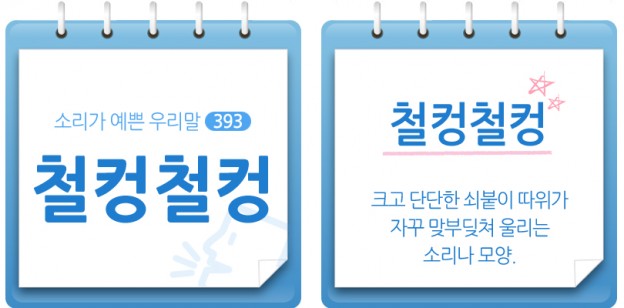 소리가 예쁜 우리말 393
철컹철컹
철컹철컹
크고 단단한 쇠붙이 따위가
자꾸 맞부딪쳐 울리는
소리나 모양.